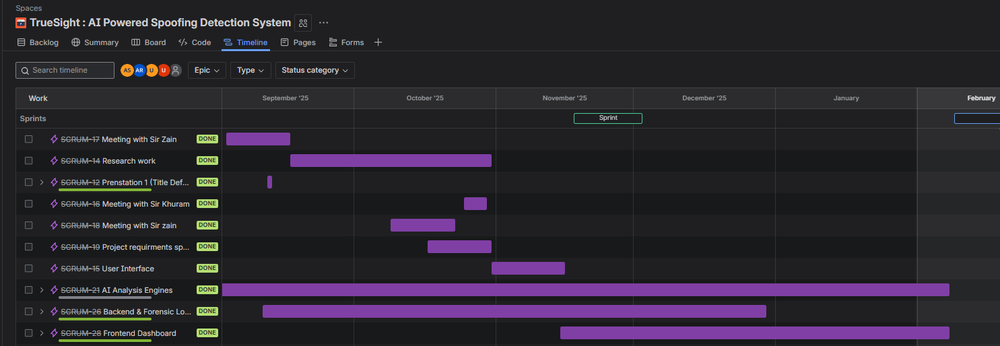 Spaces
TrueSight : AI Powered Spoofing Detection System
Backlog Summary Board Code Timeline Pages Forms
Search timeline AS AR U U Epic Type Status category
Work September '25 October '25 November '25 December '25 January February
Sprints Sprint
SCRUM-17 Meeting with Sir Zain DONE
SCRUM-14 Research work DONE
SCRUM-12 Prenstation 1 (Title Def... DONE
SCRUM-16 Meeting with Sir Khuram DONE
SCRUM-18 Meeting with Sir zain DONE
SCRUM-19 Project requirments sp... DONE
SCRUM-15 User Interface DONE
SCRUM-21 AI Analysis Engines DONE
SCRUM-26 Backend & Forensic Lo... DONE
SCRUM-28 Frontend Dashboard DONE